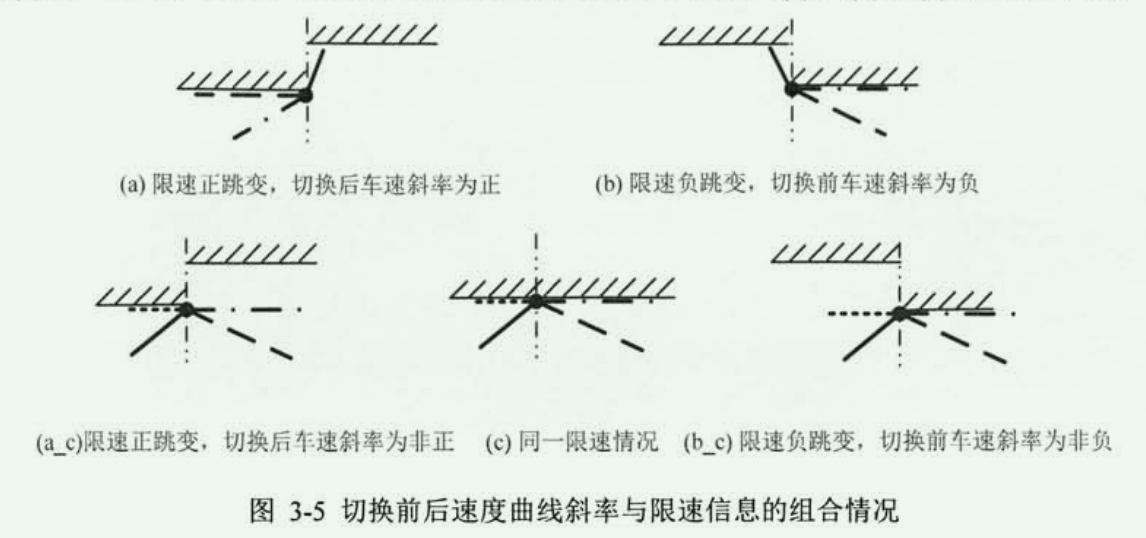 (a) 限速正跳变，切换后车速斜率为正
(b) 限速负跳变，切换前车速斜率为负
(a_c)限速正跳变，切换后车速斜率为非正
(c) 同一限速情况
(b_c) 限速负跳变，切换前车速斜率为非负
图 3-5 切换前后速度曲线斜率与限速信息的组合情况